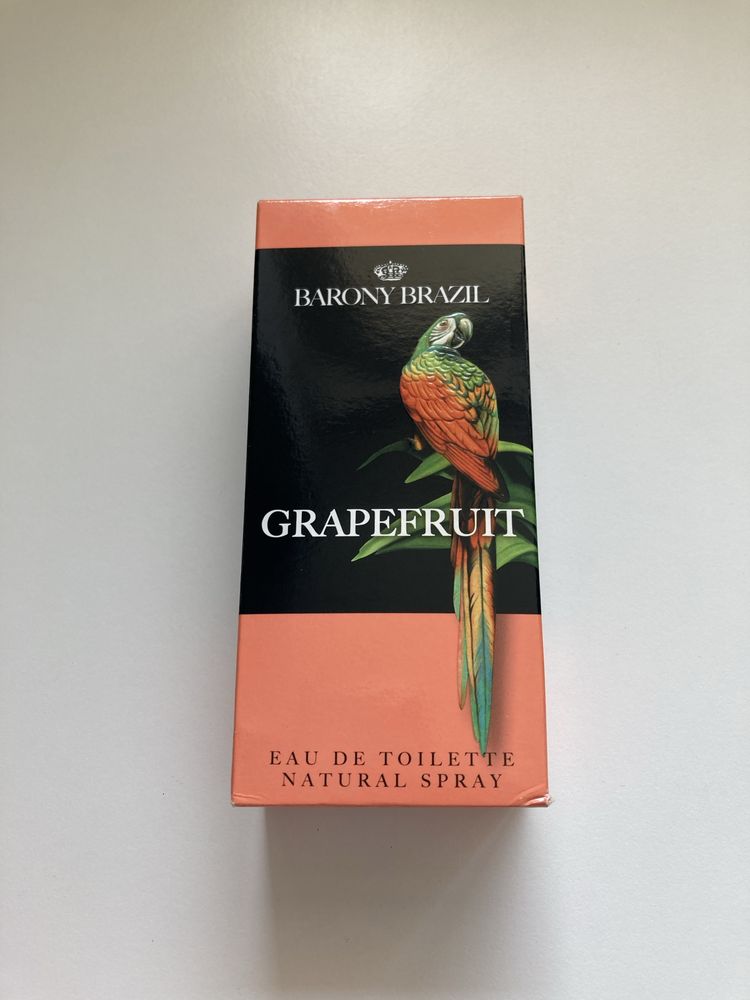 BARONY BRAZIL
GRAPEFRUIT
EAU DE TOILETTE
NATURAL SPRAY